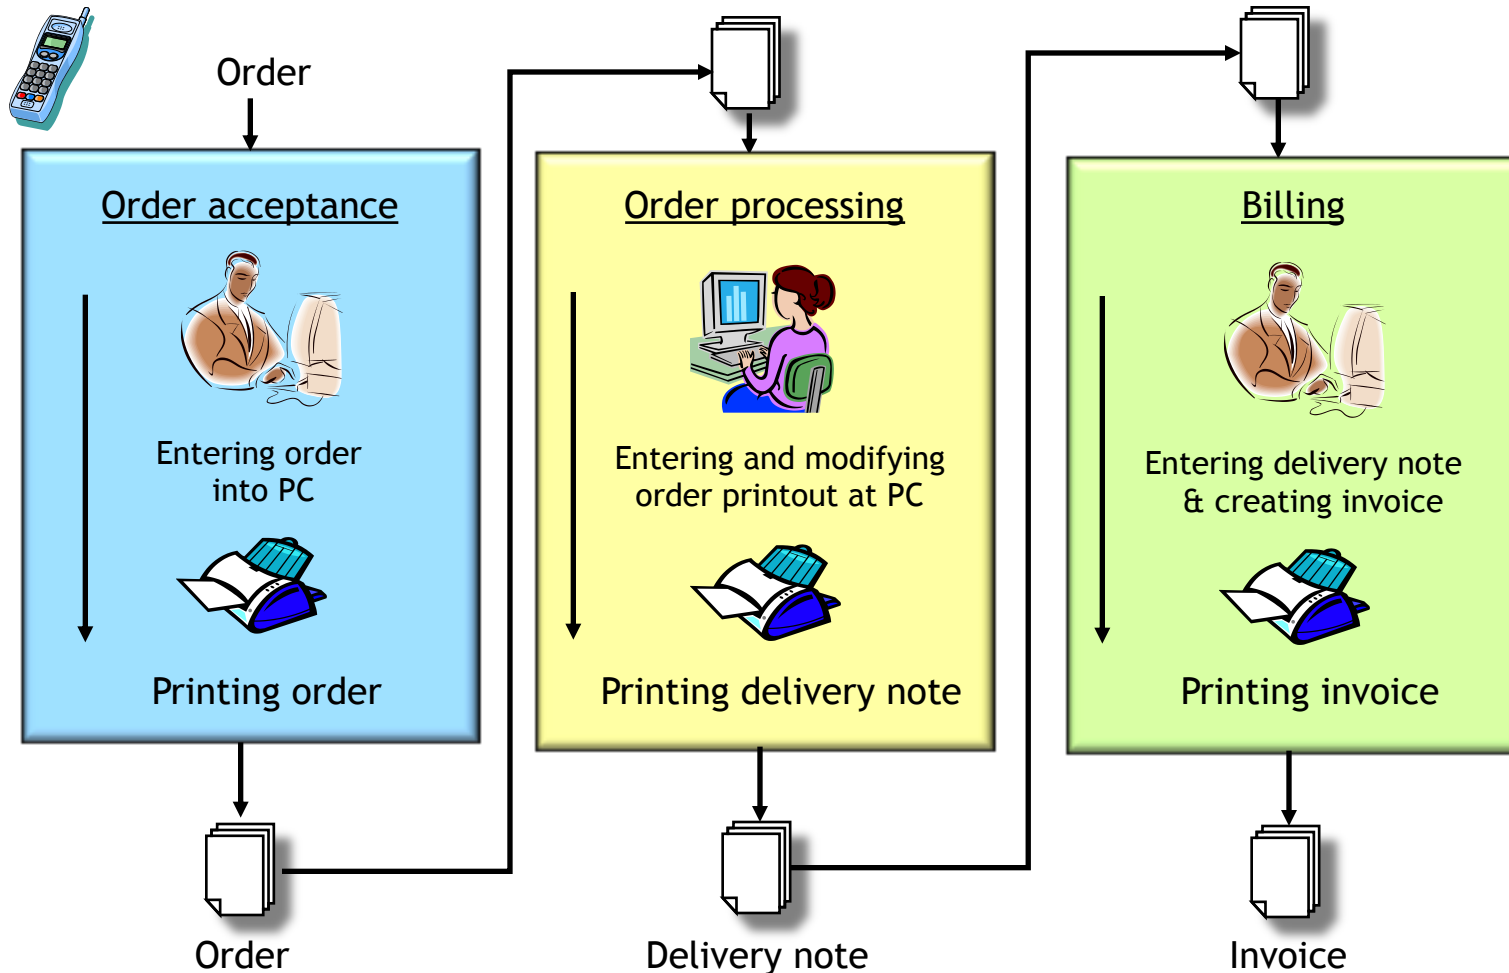 Order
Order acceptance
Entering order
into PC
Printing order
Order
Order processing
Entering and modifying
order printout at PC
Printing delivery note
Delivery note
Billing
Entering delivery note
& creating invoice
Printing invoice
Invoice